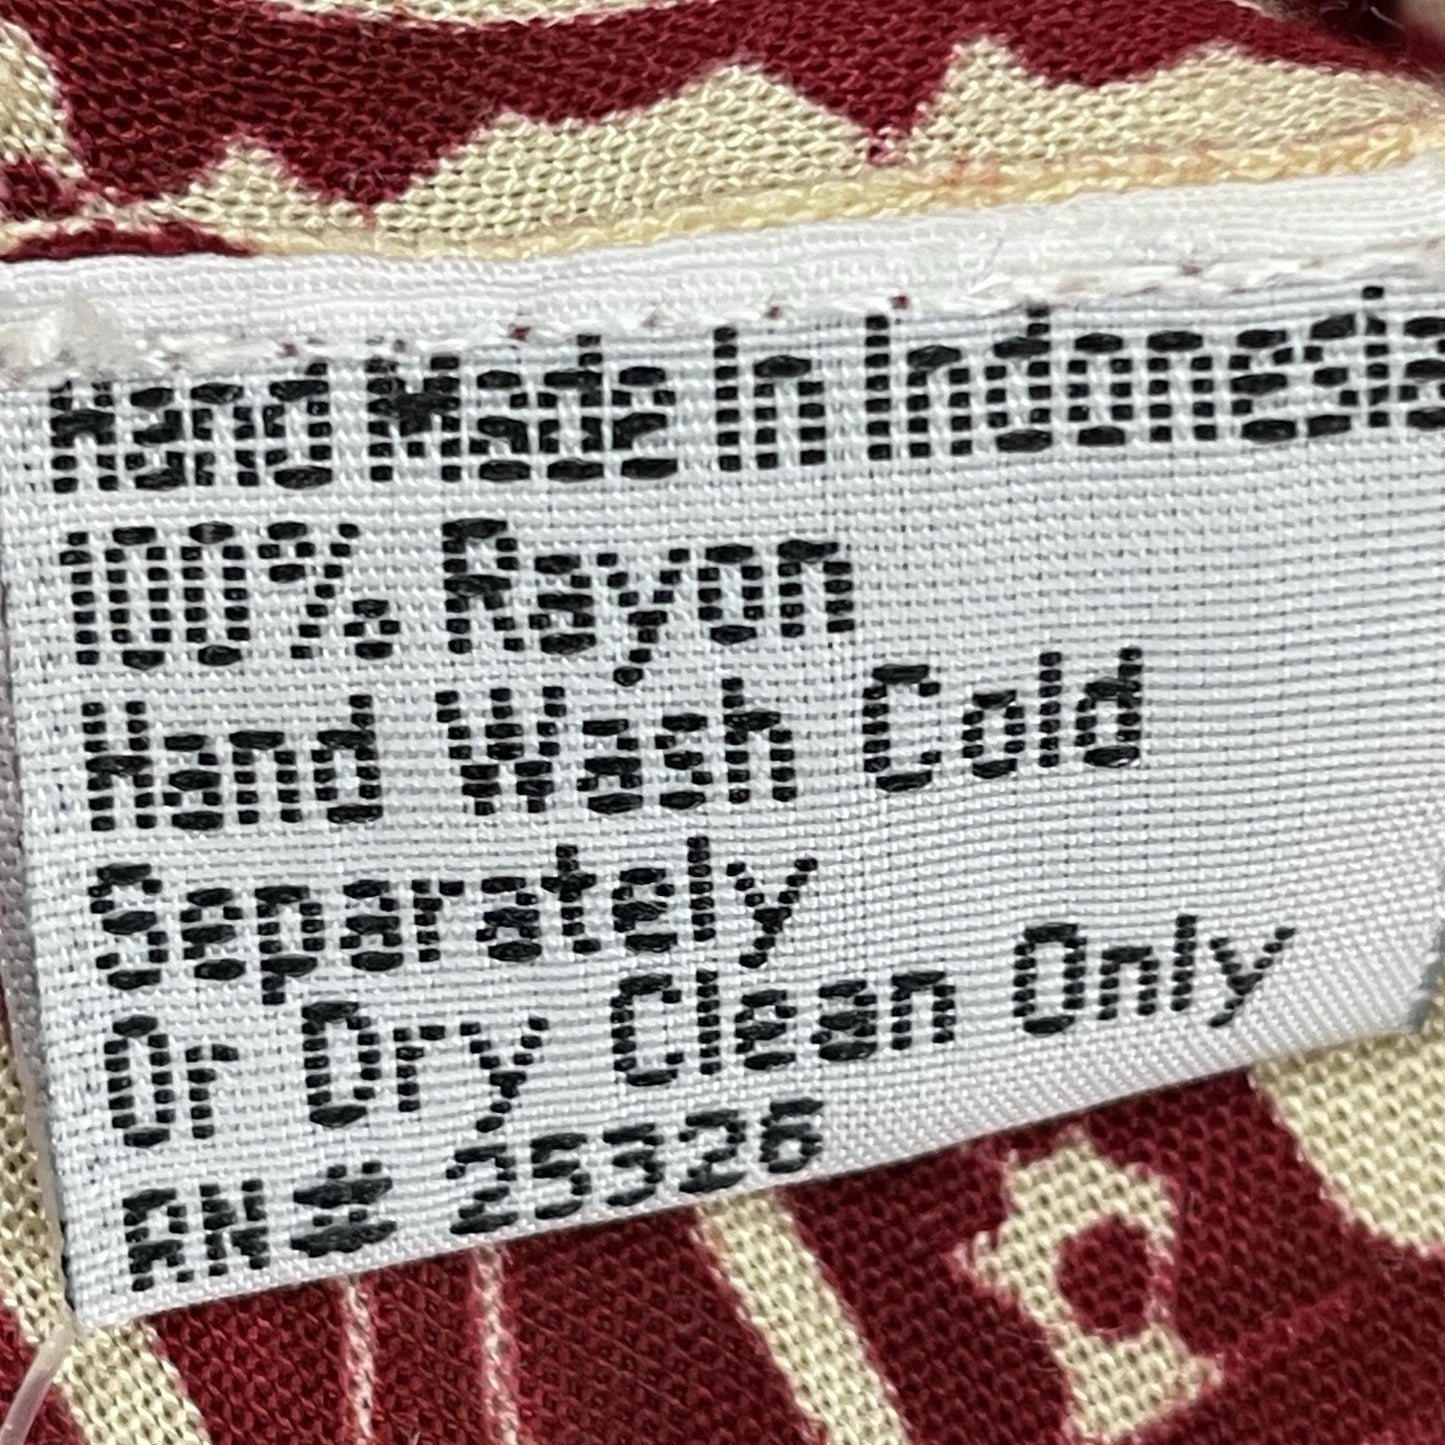 Hand Made In Indonesia
100% Rayon
Hand Wash Cold
Separately
Or Dry Clean Only
RN# 25326